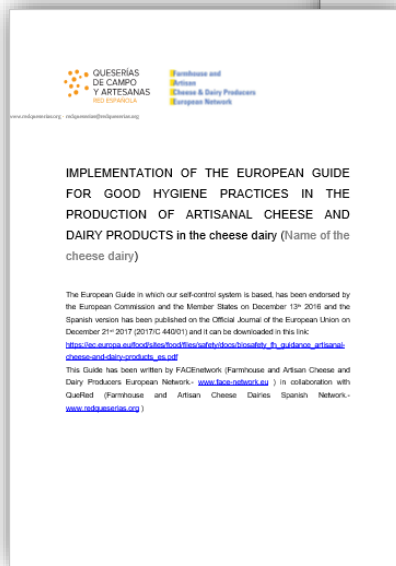 QUESERÍAS
DE CAMPO
Y ARTESANAS
RED ESPAÑOLA
Farmhouse and
Artisan
Cheese & Dairy Producers
European Network
www.redqueserias.org - redqueserias@redqueserias.org
IMPLEMENTATION OF THE EUROPEAN GUIDE
FOR GOOD HYGIENE PRACTICES IN THE
PRODUCTION OF ARTISANAL CHEESE AND
DAIRY PRODUCTS in the cheese dairy (Name of the
cheese dairy)
The European Guide in which our self-control system is based, has been endorsed by
the European Commission and the Member States on December 13th 2016 and the
Spanish version has been published on the Official Journal of the European Union on
December 21st 2017 (2017/C 440/01) and it can be downloaded in this link:
https://ec.europa.eu/food/sites/food/files/safety/docs/biosafety_fh_guidance_artisanal-
cheese-and-dairy-products_es.pdf
This Guide has been written by FACEnetwork (Farmhouse and Artisan Cheese and
Dairy Producers European Network.- www.face-network.eu ) in collaboration with
QueRed (Farmhouse and Artisan Cheese Dairies Spanish Network.-
www.redqueserias.org )